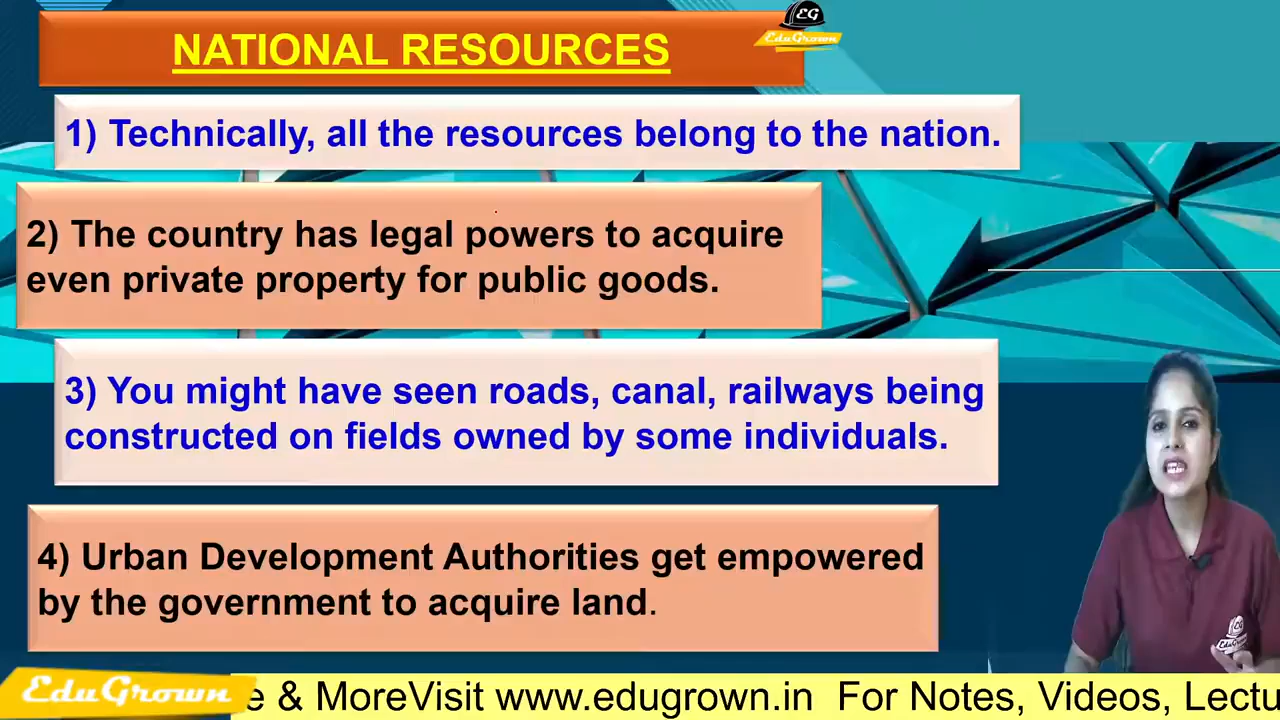 NATIONAL RESOURCES
EG
EduGrown
1) Technically, all the resources belong to the nation.
2) The country has legal powers to acquire
even private property for public goods.
3) You might have seen roads, canal, railways being
constructed on fields owned by some individuals.
4) Urban Development Authorities get empowered
by the government to acquire land.
EG
EduGrown
EduGrown
e & MoreVisit www.edugrown.in For Notes, Videos, Lectu